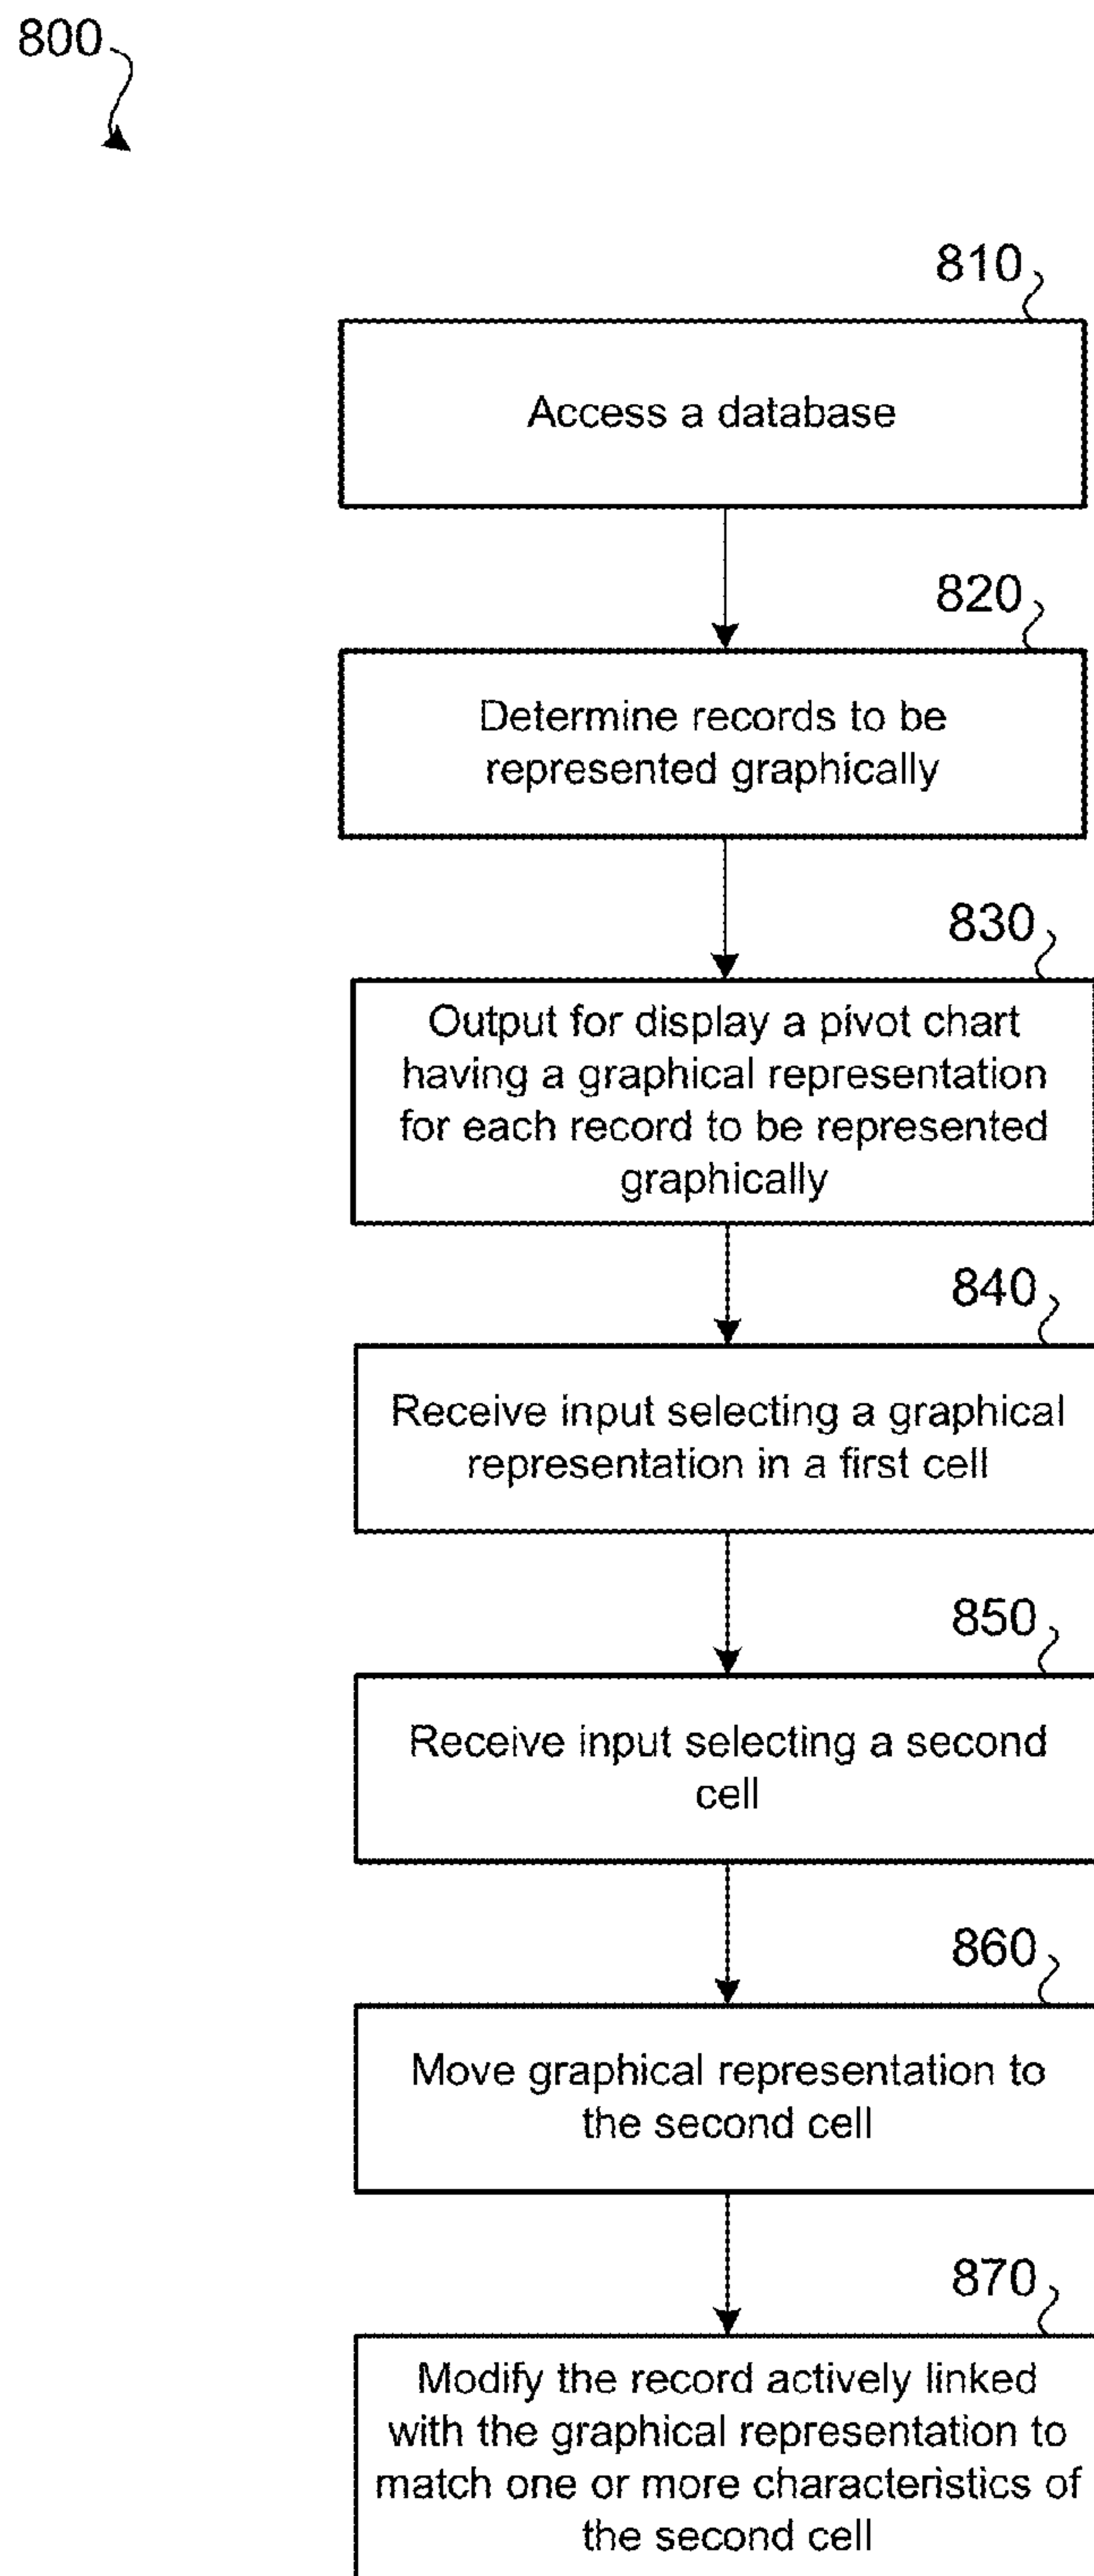 800
810
Access a database
820
Determine records to be
represented graphically
830
Output for display a pivot chart
having a graphical representation
for each record to be represented
graphically
840
Receive input selecting a graphical
representation in a first cell
850
Receive input selecting a second
cell
860
Move graphical representation to
the second cell
870
Modify the record actively linked
with the graphical representation to
match one or more characteristics of
the second cell